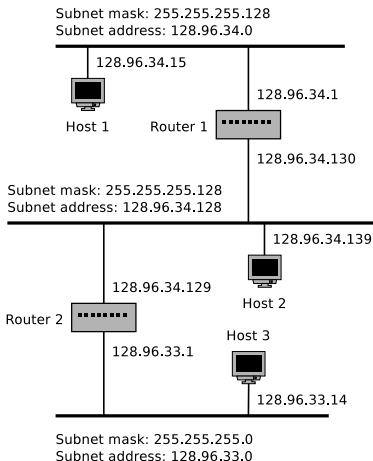 Subnet mask: 255.255.255.128
Subnet address: 128.96.34.0
128.96.34.15
128.96.34.1
Host 1
Router 1
128.96.34.130
Subnet mask: 255.255.255.128
Subnet address: 128.96.34.128
128.96.34.139
128.96.34.129
Host 2
Router 2
Host 3
128.96.33.1
128.96.33.14
Subnet mask: 255.255.255.0
Subnet address: 128.96.33.0